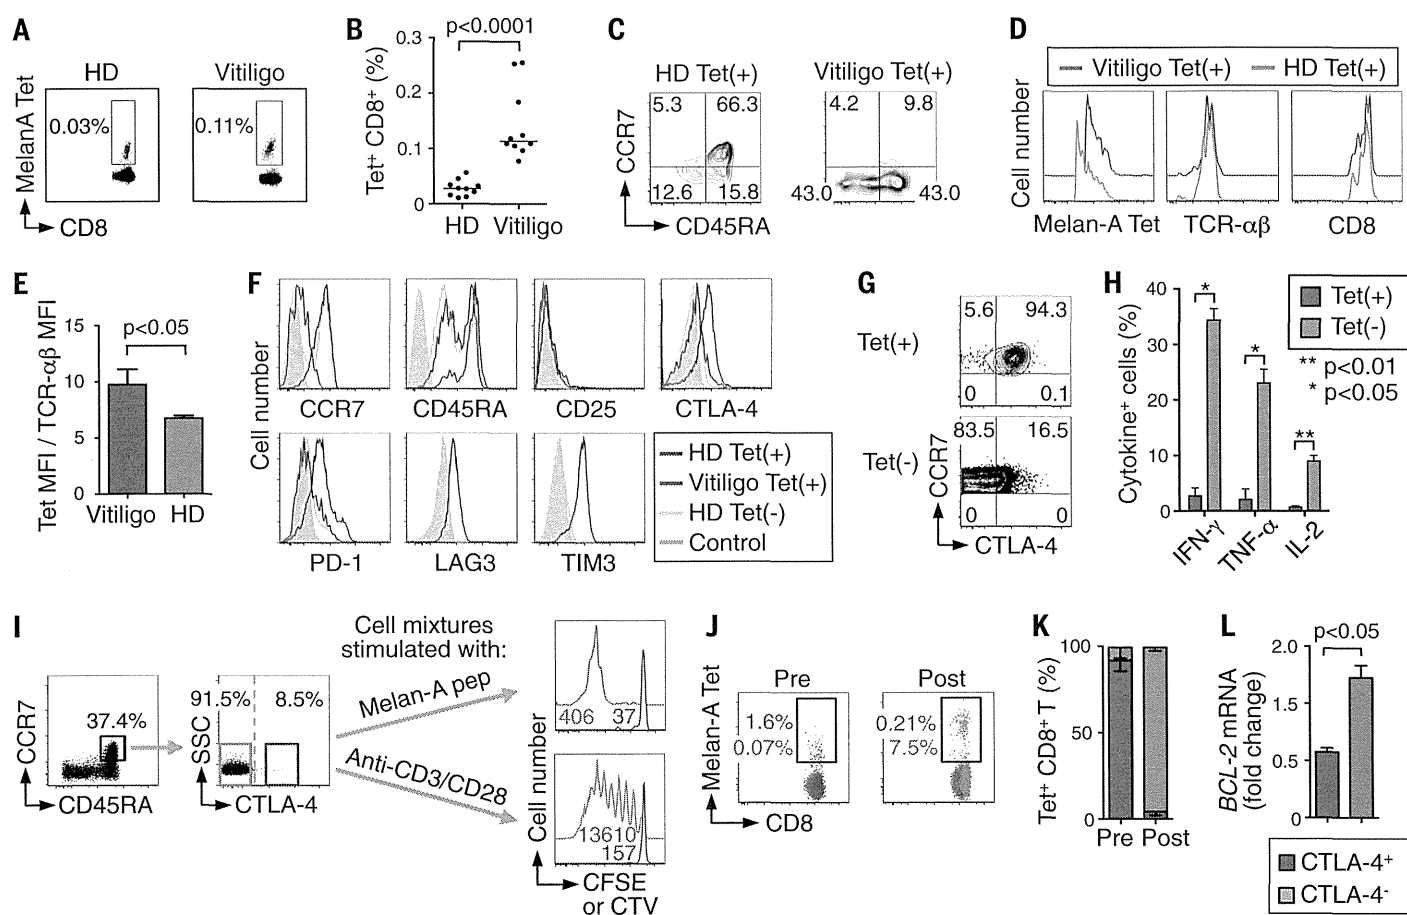 A
HD
Vitiligo
MelanA Tet
0.03%
0.11%
CD8
B
p<0.0001
Tet⁺ CD8⁺ (%)
0.3
0.2
0.1
0
HD Vitiligo
C
HD Tet(+)
Vitiligo Tet(+)
CCR7
5.3 66.3
12.6 15.8
4.2 9.8
43.0 43.0
CD45RA
D
Vitiligo Tet(+) HD Tet(+)
Cell number
Melan-A Tet TCR-αβ CD8
E
Tet MFI / TCR-αβ MFI
15
10
5
0
p<0.05
Vitiligo HD
F
Cell number
CCR7 CD45RA CD25 CTLA-4
PD-1 LAG3 TIM3
HD Tet(+)
Vitiligo Tet(+)
HD Tet(-)
Control
G
Tet(+)
5.6 94.3
0 0.1
Tet(-)
83.5 16.5
0 0
CCR7
CTLA-4
H
Cytokine⁺ cells (%)
40
30
20
10
0
*
*
**
IFN-γ TNF-α IL-2
Tet(+)
Tet(-)
** p<0.01
* p<0.05
I
CCR7
37.4%
CD45RA
SSC
91.5% 8.5%
CTLA-4
Cell mixtures
stimulated with:
Melan-A pep
Anti-CD3/CD28
406 37
13610
157
Cell number
CFSE
or CTV
J
Pre Post
Melan-A Tet
1.6%
0.07%
0.21%
7.5%
CD8
K
Tet⁺ CD8⁺ T (%)
100
50
0
Pre Post
L
p<0.05
BCL-2 mRNA
(fold change)
2.0
1.5
0.5
0
CTLA-4⁺
CTLA-4⁻